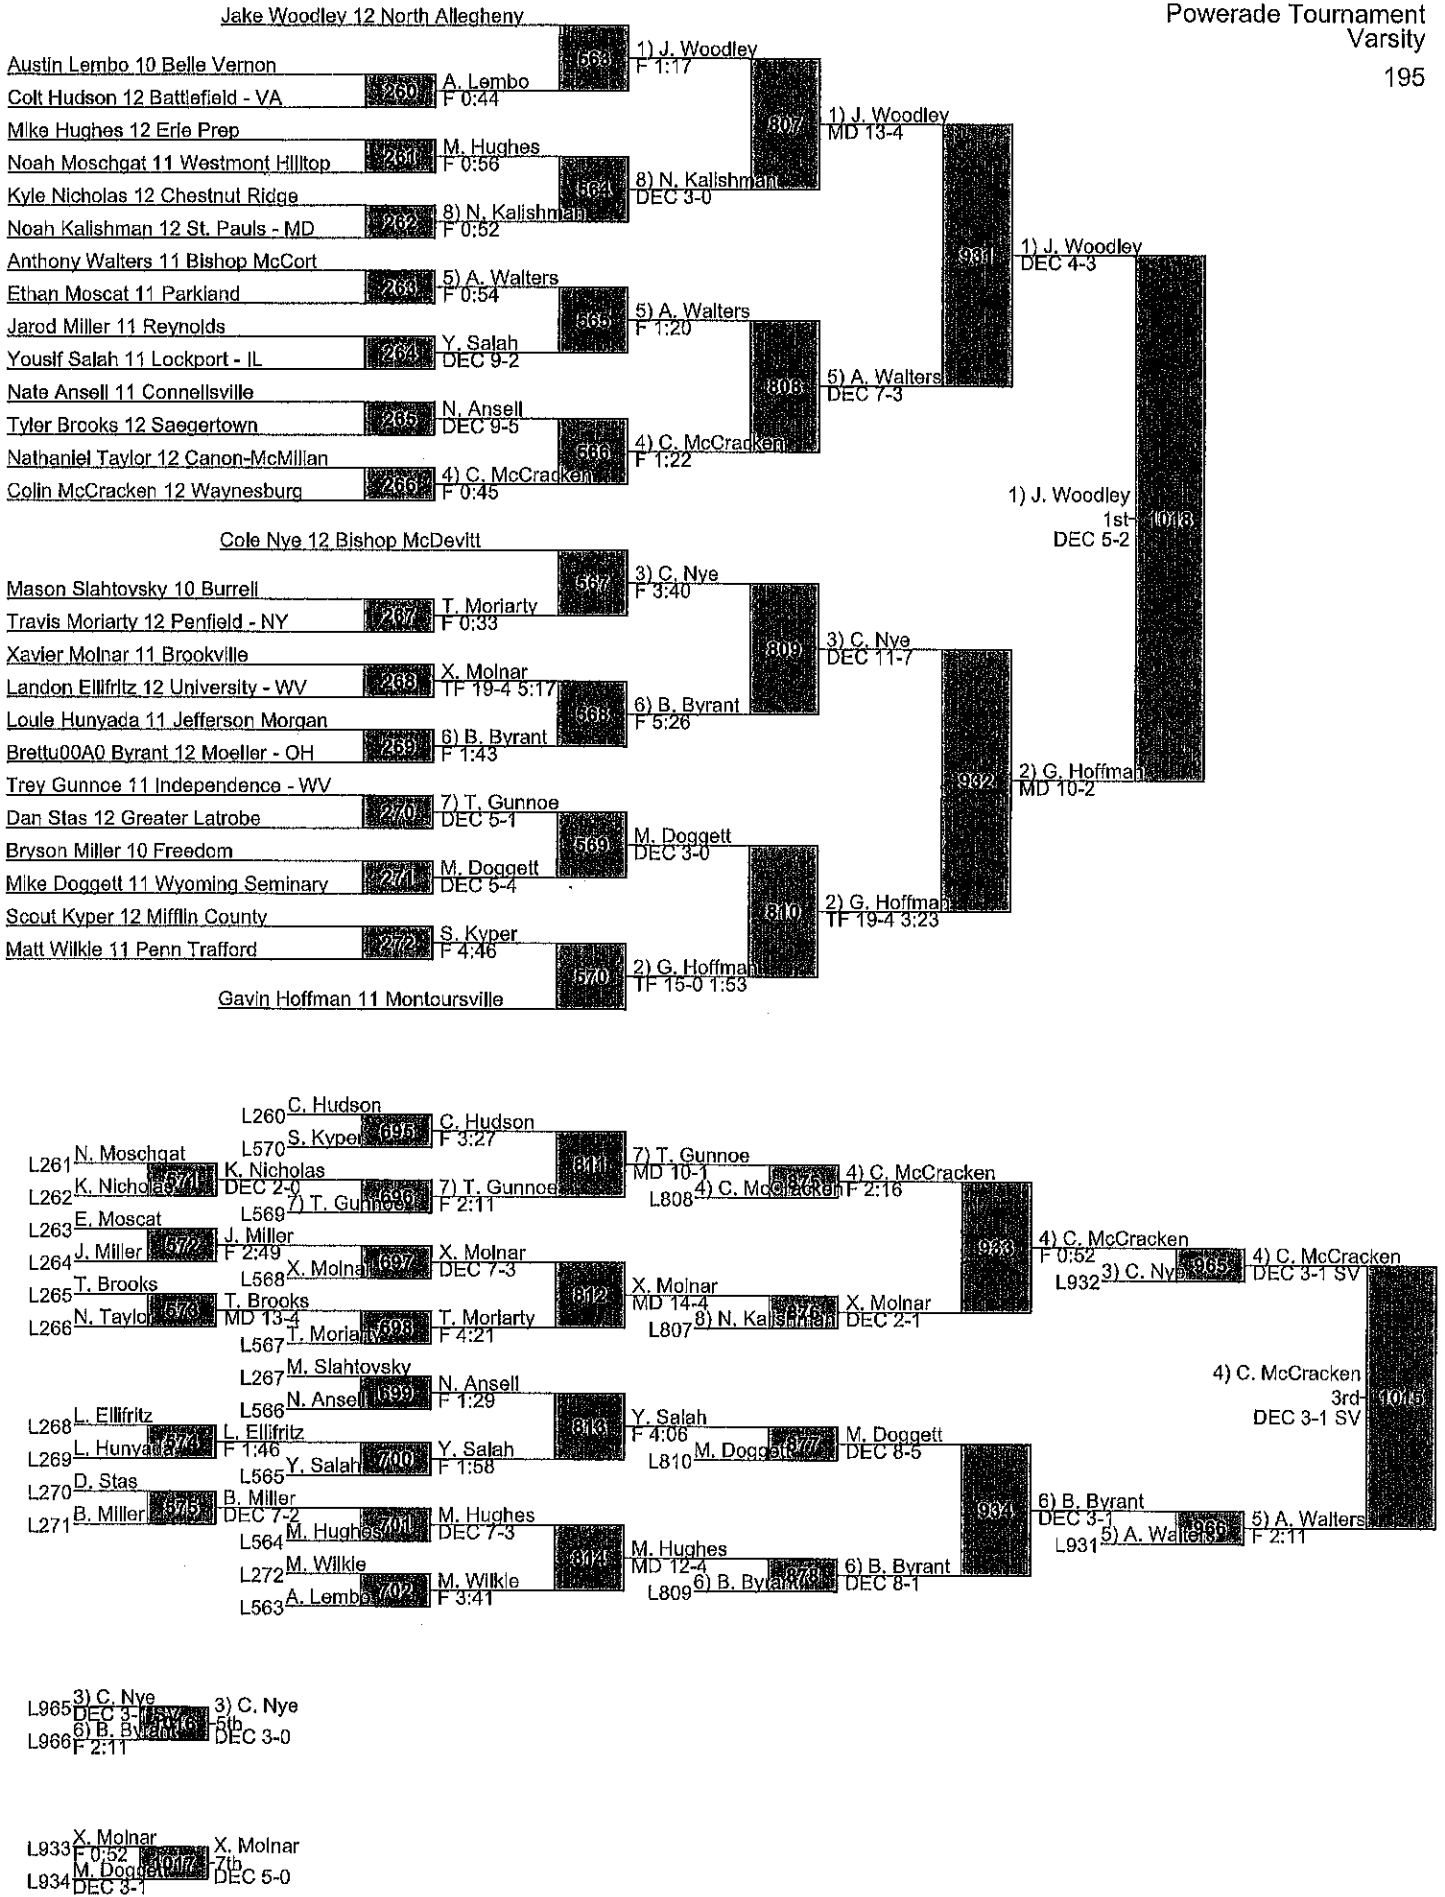 Powerade Tournament
Varsity
195
Jake Woodley 12 North Allegheny
563
1) J. Woodley
F 1:17
Austin Lembo 10 Belle Vernon
260
A. Lembo
F 0:44
Colt Hudson 12 Battlefield - VA
807
1) J. Woodley
MD 13-4
Mike Hughes 12 Erie Prep
261
M. Hughes
F 0:56
Noah Moschgat 11 Westmont Hilltop
564
8) N. Kalishman
DEC 3-0
Kyle Nicholas 12 Chestnut Ridge
262
8) N. Kalishman
F 0:52
Noah Kalishman 12 St. Pauls - MD
931
1) J. Woodley
DEC 4-3
Anthony Walters 11 Bishop McCort
263
5) A. Walters
F 0:54
Ethan Moscat 11 Parkland
565
5) A. Walters
F 1:20
Jarod Miller 11 Reynolds
264
Y. Salah
DEC 9-2
Yousif Salah 11 Lockport - IL
808
5) A. Walters
DEC 7-3
Nate Ansell 11 Connellsville
265
N. Ansell
DEC 9-5
Tyler Brooks 12 Saegertown
566
4) C. McCracken
F 1:22
Nathaniel Taylor 12 Canon-McMillan
266
4) C. McCracken
F 0:45
Colin McCracken 12 Waynesburg
1) J. Woodley
1st
1018
DEC 5-2
Cole Nye 12 Bishop McDevitt
567
3) C. Nye
F 3:40
Mason Slahtovsky 10 Burrell
267
T. Moriarty
F 0:33
Travis Moriarty 12 Penfield - NY
809
3) C. Nye
DEC 11-7
Xavier Molnar 11 Brookville
268
X. Molnar
TF 19-4 5:17
Landon Ellifritz 12 University - WV
568
6) B. Byrant
F 5:26
Louie Hunyada 11 Jefferson Morgan
269
6) B. Byrant
F 1:43
Brettu00A0 Byrant 12 Moeller - OH
932
2) G. Hoffman
MD 10-2
Trey Gunnoe 11 Independence - WV
270
7) T. Gunnoe
DEC 5-1
Dan Stas 12 Greater Latrobe
569
M. Doggett
DEC 3-0
Bryson Miller 10 Freedom
271
M. Doggett
DEC 5-4
Mike Doggett 11 Wyoming Seminary
810
2) G. Hoffman
TF 19-4 3:23
Scout Kyper 12 Mifflin County
272
S. Kyper
F 4:46
Matt Wilkie 11 Penn Trafford
570
2) G. Hoffman
TF 15-0 1:53
Gavin Hoffman 11 Montoursville
L260 C. Hudson
695
C. Hudson
F 3:27
L570 S. Kyper
L261 N. Moschgat
571
K. Nicholas
DEC 2-0
L262 K. Nicholas
696
7) T. Gunnoe
F 2:11
L569 7) T. Gunnoe
811
7) T. Gunnoe
MD 10-1
875
4) C. McCracken
F 2:16
L808 4) C. McCracken
L263 E. Moscat
572
J. Miller
F 2:49
L264 J. Miller
697
X. Molnar
DEC 7-3
L568 X. Molnar
933
4) C. McCracken
F 0:52
965
4) C. McCracken
DEC 3-1 SV
L932 3) C. Nye
L265 T. Brooks
573
T. Brooks
MD 13-4
L266 N. Taylor
698
T. Moriarty
F 4:21
L567 T. Moriarty
812
X. Molnar
MD 14-4
876
X. Molnar
DEC 2-1
L807 8) N. Kalishman
L267 M. Slahtovsky
699
N. Ansell
F 1:29
L566 N. Ansell
4) C. McCracken
3rd
1015
DEC 3-1 SV
L268 L. Ellifritz
574
L. Ellifritz
F 1:46
L269 L. Hunyada
700
Y. Salah
F 1:58
L565 Y. Salah
813
Y. Salah
F 4:06
877
M. Doggett
DEC 8-5
L810 M. Doggett
L270 D. Stas
575
B. Miller
DEC 7-2
L271 B. Miller
701
M. Hughes
DEC 7-3
L564 M. Hughes
934
6) B. Byrant
DEC 3-1
966
5) A. Walters
F 2:11
L931 5) A. Walters
L272 M. Wilkie
702
M. Wilkie
F 3:41
L563 A. Lembo
814
M. Hughes
MD 12-4
878
6) B. Byrant
DEC 8-1
L809 6) B. Byrant
L965 3) C. Nye
DEC 3-1 SV
1016
3) C. Nye
5th
DEC 3-0
L966 6) B. Byrant
F 2:11
L933 X. Molnar
F 0:52
1017
X. Molnar
7th
DEC 5-0
L934 M. Doggett
DEC 3-1